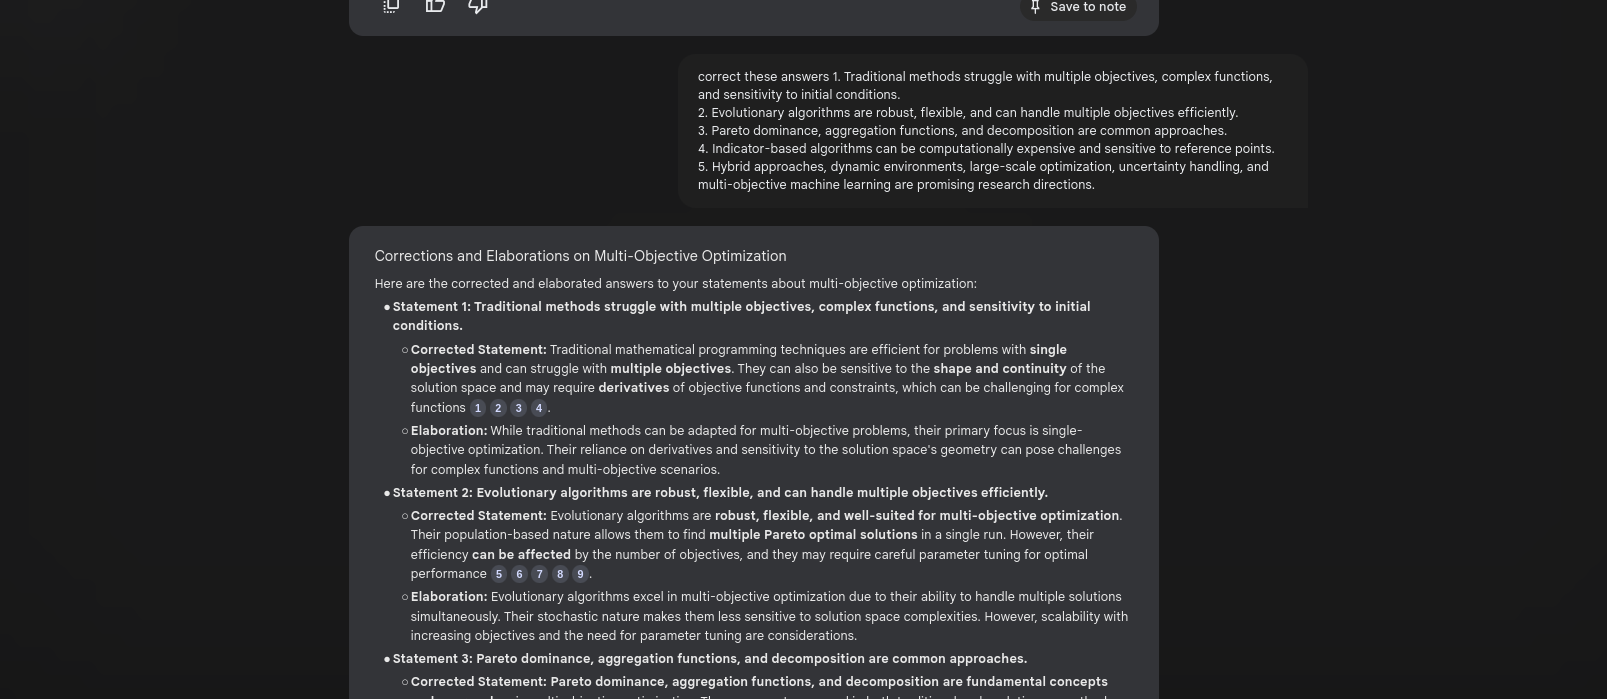 Save to note
correct these answers 1. Traditional methods struggle with multiple objectives, complex functions,
and sensitivity to initial conditions.
2. Evolutionary algorithms are robust, flexible, and can handle multiple objectives efficiently.
3. Pareto dominance, aggregation functions, and decomposition are common approaches.
4. Indicator-based algorithms can be computationally expensive and sensitive to reference points.
5. Hybrid approaches, dynamic environments, large-scale optimization, uncertainty handling, and
multi-objective machine learning are promising research directions.
Corrections and Elaborations on Multi-Objective Optimization
Here are the corrected and elaborated answers to your statements about multi-objective optimization:
● Statement 1: Traditional methods struggle with multiple objectives, complex functions, and sensitivity to initial
conditions.
○ Corrected Statement: Traditional mathematical programming techniques are efficient for problems with single
objectives and can struggle with multiple objectives. They can also be sensitive to the shape and continuity of the
solution space and may require derivatives of objective functions and constraints, which can be challenging for complex
functions 1 2 3 4.
○ Elaboration: While traditional methods can be adapted for multi-objective problems, their primary focus is single-
objective optimization. Their reliance on derivatives and sensitivity to the solution space's geometry can pose challenges
for complex functions and multi-objective scenarios.
● Statement 2: Evolutionary algorithms are robust, flexible, and can handle multiple objectives efficiently.
○ Corrected Statement: Evolutionary algorithms are robust, flexible, and well-suited for multi-objective optimization.
Their population-based nature allows them to find multiple Pareto optimal solutions in a single run. However, their
efficiency can be affected by the number of objectives, and they may require careful parameter tuning for optimal
performance 5 6 7 8 9.
○ Elaboration: Evolutionary algorithms excel in multi-objective optimization due to their ability to handle multiple solutions
simultaneously. Their stochastic nature makes them less sensitive to solution space complexities. However, scalability with
increasing objectives and the need for parameter tuning are considerations.
● Statement 3: Pareto dominance, aggregation functions, and decomposition are common approaches.
○ Corrected Statement: Pareto dominance, aggregation functions, and decomposition are fundamental concepts